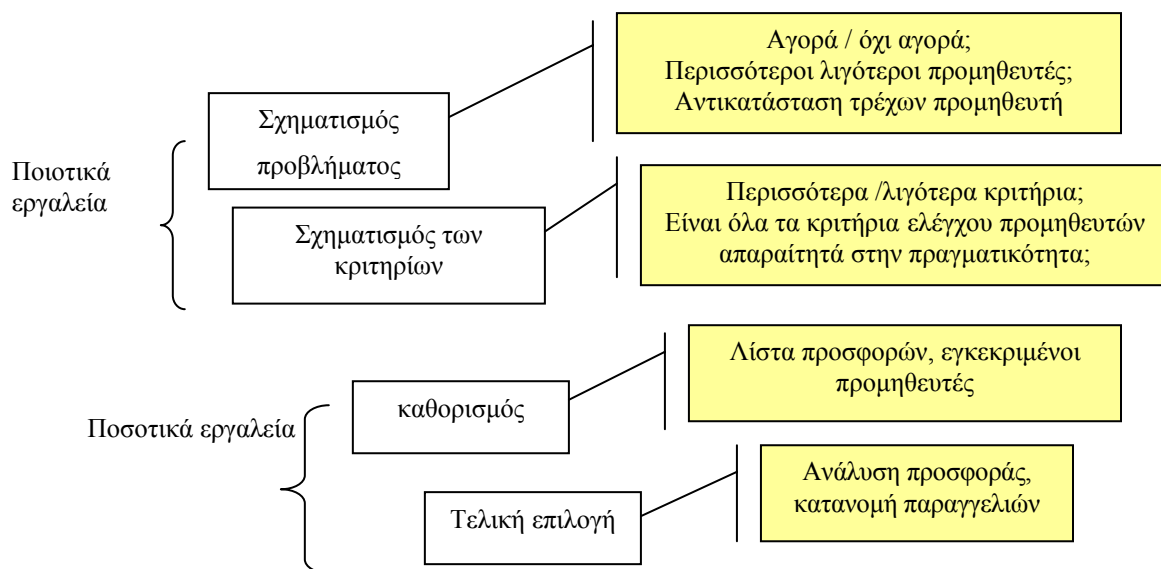 Αγορά / όχι αγορά;
Περισσότεροι λιγότεροι προμηθευτές;
Αντικατάσταση τρέχων προμηθευτή
Σχηματισμός
προβλήματος
Ποιοτικά
εργαλεία
Περισσότερα /λιγότερα κριτήρια;
Είναι όλα τα κριτήρια ελέγχου προμηθευτών
απαραίτητά στην πραγματικότητα;
Σχηματισμός των
κριτηρίων
Λίστα προσφορών, εγκεκριμένοι
προμηθευτές
καθορισμός
Ποσοτικά εργαλεία
Ανάλυση προσφοράς,
κατανομή παραγγελιών
Τελική επιλογή